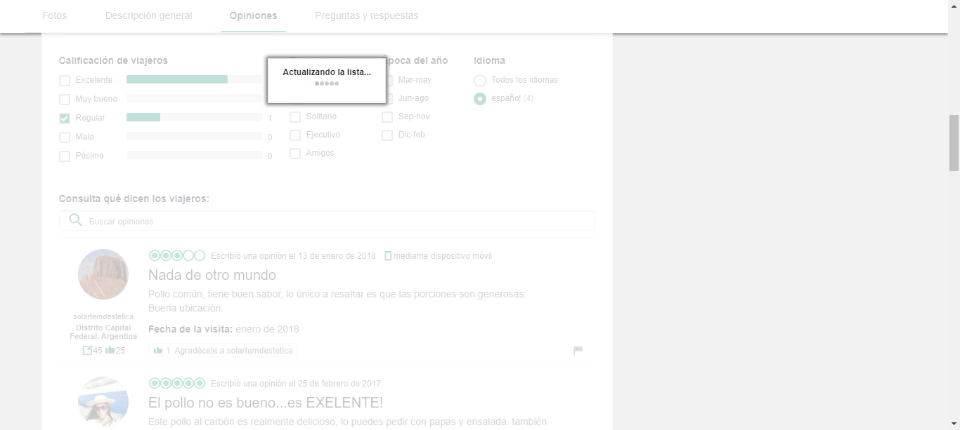 Fotos Descripción general Opiniones Preguntas y respuestas
Calificación de viajeros
Excelente
Muy bueno
Regular 1
Malo 0
Pésimo 0
Actualizando la lista...
Solitario
Ejecutivo
Amigos
poca del año
Mar-may
Jun-ago
Sep-nov
Dic-feb
Idioma
Todos los idiomas
español (4)
Consulta qué dicen los viajeros:
Buscar opiniones
Escribió una opinión el 13 de enero de 2018 mediante dispositivo móvil
Nada de otro mundo
Pollo común, tiene buen sabor, lo único a resaltar es que las porciones son generosas.
Buena ubicación.
Fecha de la visita: enero de 2018
solartemdestetica
Distrito Capital
Federal, Argentine
45 25
1 Agradécele a solartemdestetica
Escribió una opinión el 25 de febrero de 2017
El pollo no es bueno...es EXELENTE!
Este pollo al carbón es realmente delicioso, lo puedes pedir con papas y ensalada, también